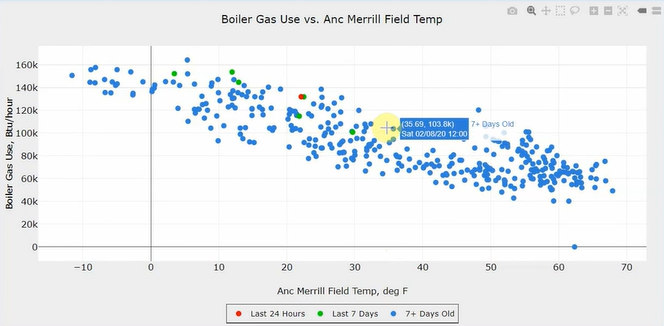 Boiler Gas Use vs. Anc Merrill Field Temp
160k
140k
120k
100k
80k
60k
40k
20k
0
Boiler Gas Use, Btu/hour
(35.69, 103.8k)
Sat 02/08/20 12:00
7+ Days Old
−10
0
10
20
30
40
50
60
70
Anc Merrill Field Temp, deg F
Last 24 Hours
Last 7 Days
7+ Days Old